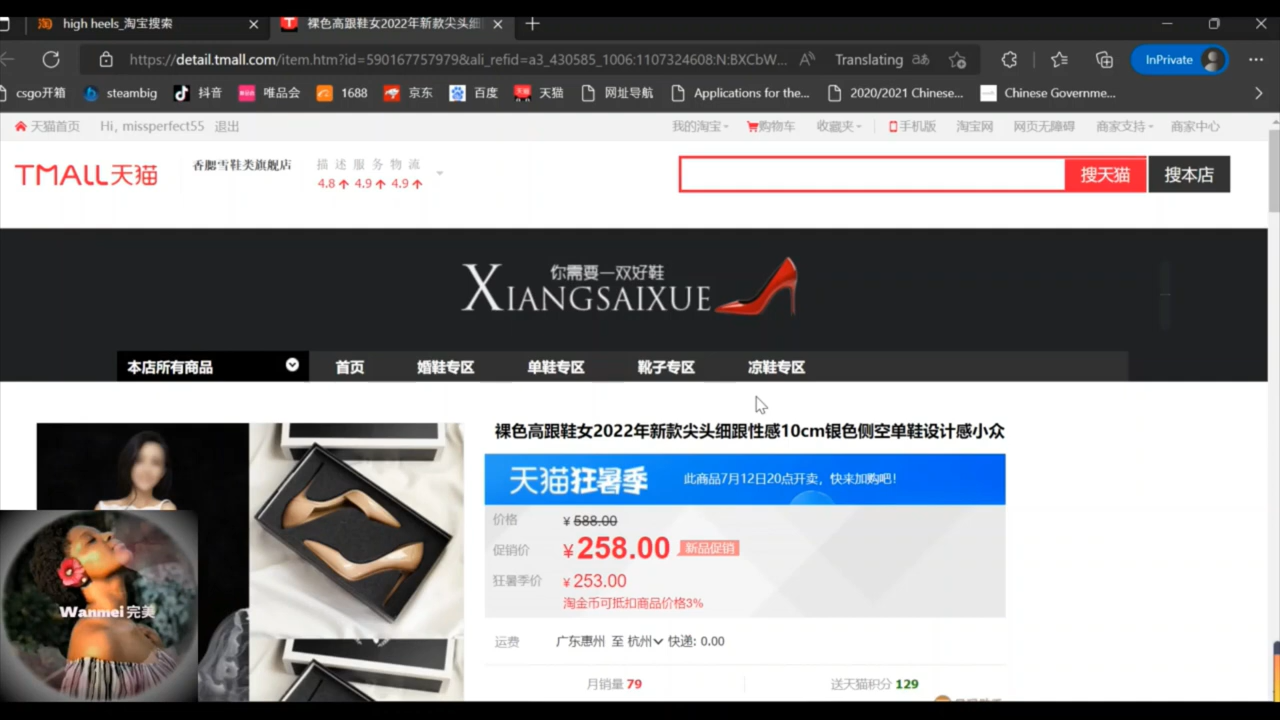 high heels_淘宝搜索
裸色高跟鞋女2022年新款尖头细
https://detail.tmall.com/item.htm?id=590167757979&ali_refid=a3_430585_1006:1107324608:N:BXCbW...
Translating
InPrivate
csgo开箱 steambig 抖音 唯品会 1688 京东 百度 天猫 网址导航 Applications for the... 2020/2021 Chinese... Chinese Governme...
天猫首页 Hi, missperfect55 退出 我的淘宝 购物车 收藏夹 手机版 淘宝网 网页无障碍 商家支持 商家中心
TMALL天猫
香腮雪鞋类旗舰店
描 述 服 务 物 流
4.8 4.9 4.9
搜天猫
搜本店
你需要一双好鞋
XIANGSAIXUE
本店所有商品 首页 婚鞋专区 单鞋专区 靴子专区 凉鞋专区
裸色高跟鞋女2022年新款尖头细跟性感10cm银色侧空单鞋设计感小众
天猫狂暑季 此商品7月12日20点开卖，快来加购吧!
价格 ¥ 588.00
促销价 ¥ 258.00 新品促销
狂暑季价 ¥ 253.00
淘金币可抵扣商品价格3%
运费 广东惠州 至 杭州 快递: 0.00
月销量 79
送天猫积分 129
Wanmei 完美